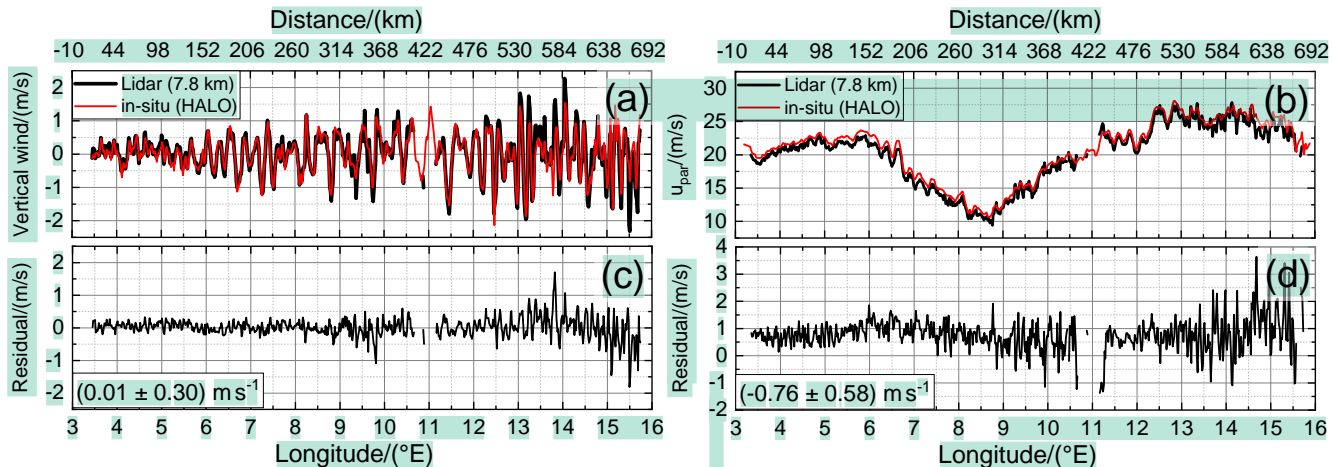 Distance/(km)
-10 44 98 152 206 260 314 368 422 476 530 584 638 692
Vertical wind/(m/s)
2
1
0
-1
-2
Lidar (7.8 km)
in-situ (HALO)
(a)
Residual/(m/s)
2
1
0
-1
-2
(c)
(0.01 ± 0.30) m s-1
3 4 5 6 7 8 9 10 11 12 13 14 15 16
Longitude/(°E)
Distance/(km)
-10 44 98 152 206 260 314 368 422 476 530 584 638 692
upar/(m/s)
30
25
20
15
10
Lidar (7.8 km)
in-situ (HALO)
(b)
Residual/(m/s)
4
3
2
1
0
-1
-2
(d)
(-0.76 ± 0.58) m s-1
3 4 5 6 7 8 9 10 11 12 13 14 15 16
Longitude/(°E)